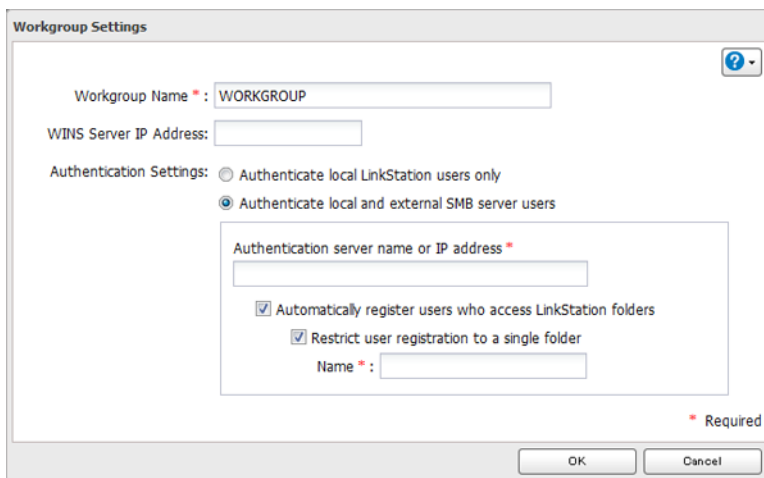 Workgroup Settings
?
Workgroup Name * : WORKGROUP
WINS Server IP Address:
Authentication Settings: Authenticate local LinkStation users only
Authenticate local and external SMB server users
Authentication server name or IP address *
Automatically register users who access LinkStation folders
Restrict user registration to a single folder
Name * :
* Required
OK Cancel